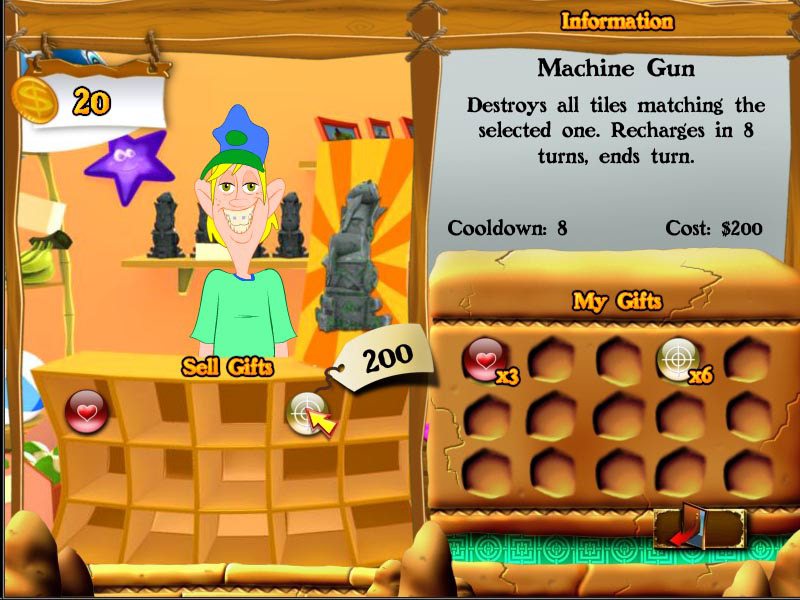 Information
20
Machine Gun
Destroys all tiles matching the
selected one. Recharges in 8
turns, ends turn.
Cooldown: 8
Cost: $200
My Gifts
x3
x6
Sell Gifts
200